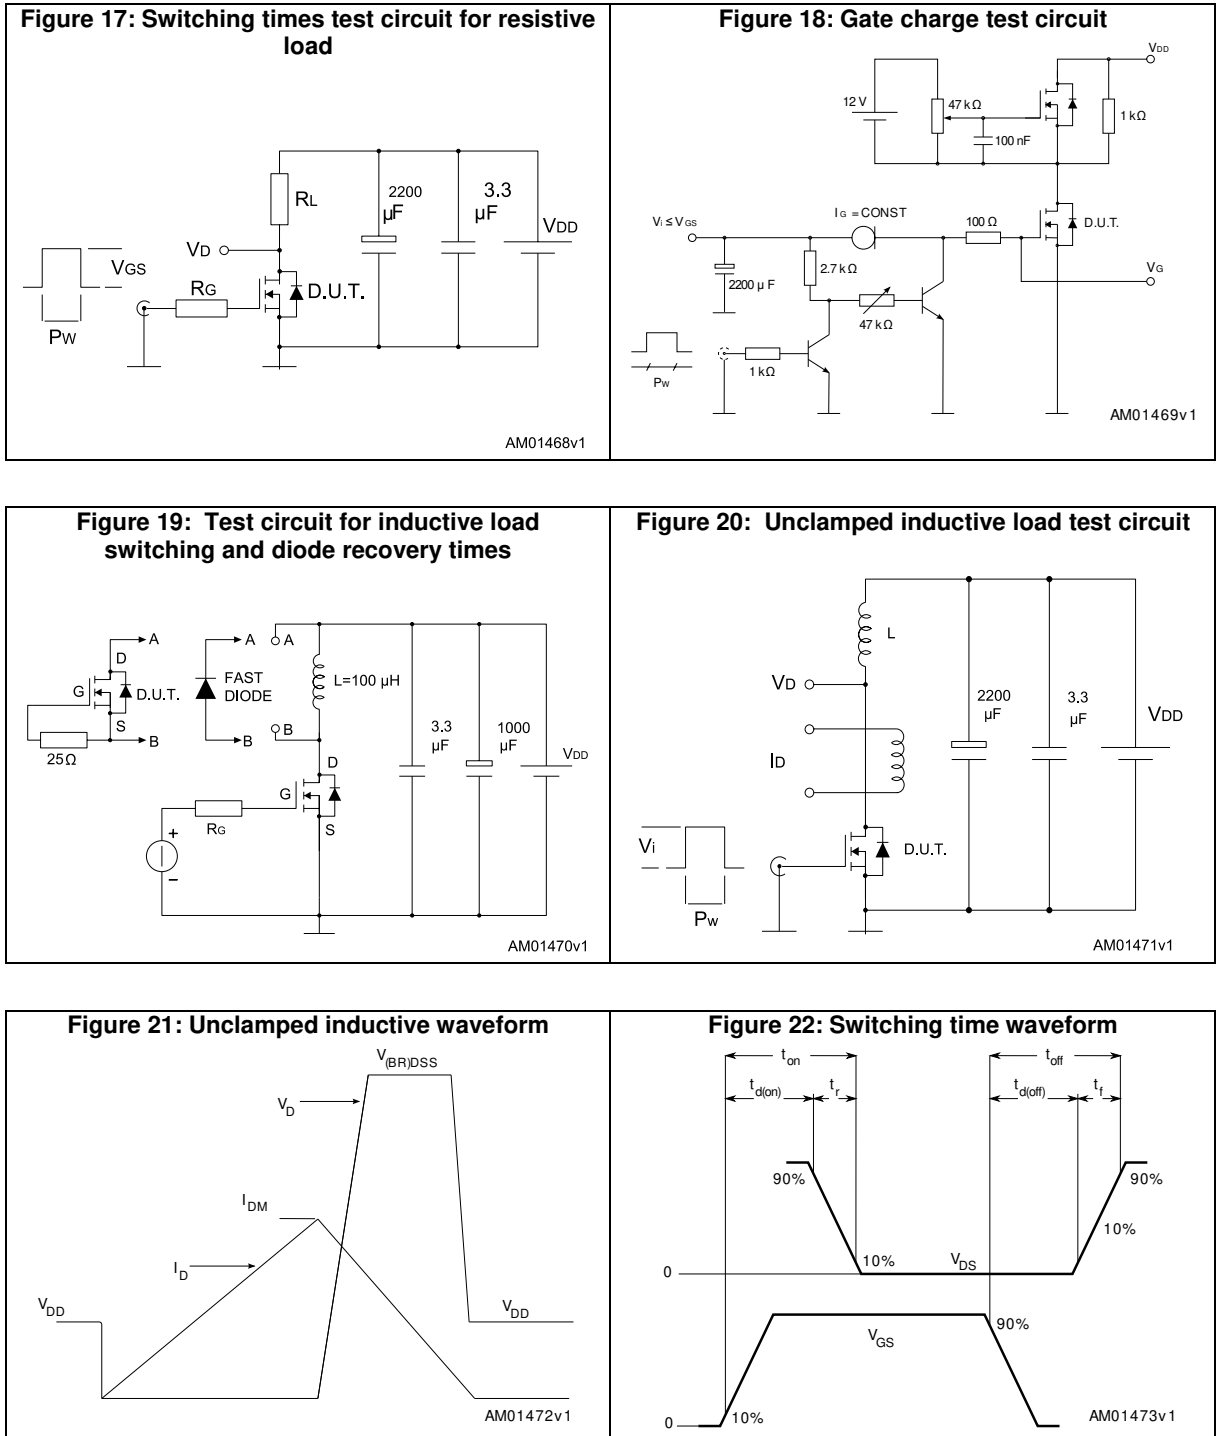 Figure 17: Switching times test circuit for resistive
load
RL
2200
µF
3.3
µF
VDD
VD
VGS
RG
D.U.T.
PW
AM01468v1
Figure 18: Gate charge test circuit
VDD
12 V
47 kΩ
1 kΩ
100 nF
Vi ≤ VGS
IG = CONST
100 Ω
D.U.T.
2.7 kΩ
2200 µ F
VG
47 kΩ
1 kΩ
PW
AM01469v1
Figure 19: Test circuit for inductive load
switching and diode recovery times
A
A
A
D
G
D.U.T.
FAST
DIODE
L=100 µH
S
B
B
B
25Ω
3.3
µF
1000
µF
VDD
D
G
S
RG
+
–
AM01470v1
Figure 20: Unclamped inductive load test circuit
L
VD
2200
µF
3.3
µF
VDD
ID
Vi
D.U.T.
PW
AM01471v1
Figure 21: Unclamped inductive waveform
V(BR)DSS
VD
IDM
ID
VDD
VDD
AM01472v1
Figure 22: Switching time waveform
ton
toff
td(on)
tr
td(off)
tf
90%
90%
10%
10%
0
VDS
90%
VGS
0
10%
AM01473v1